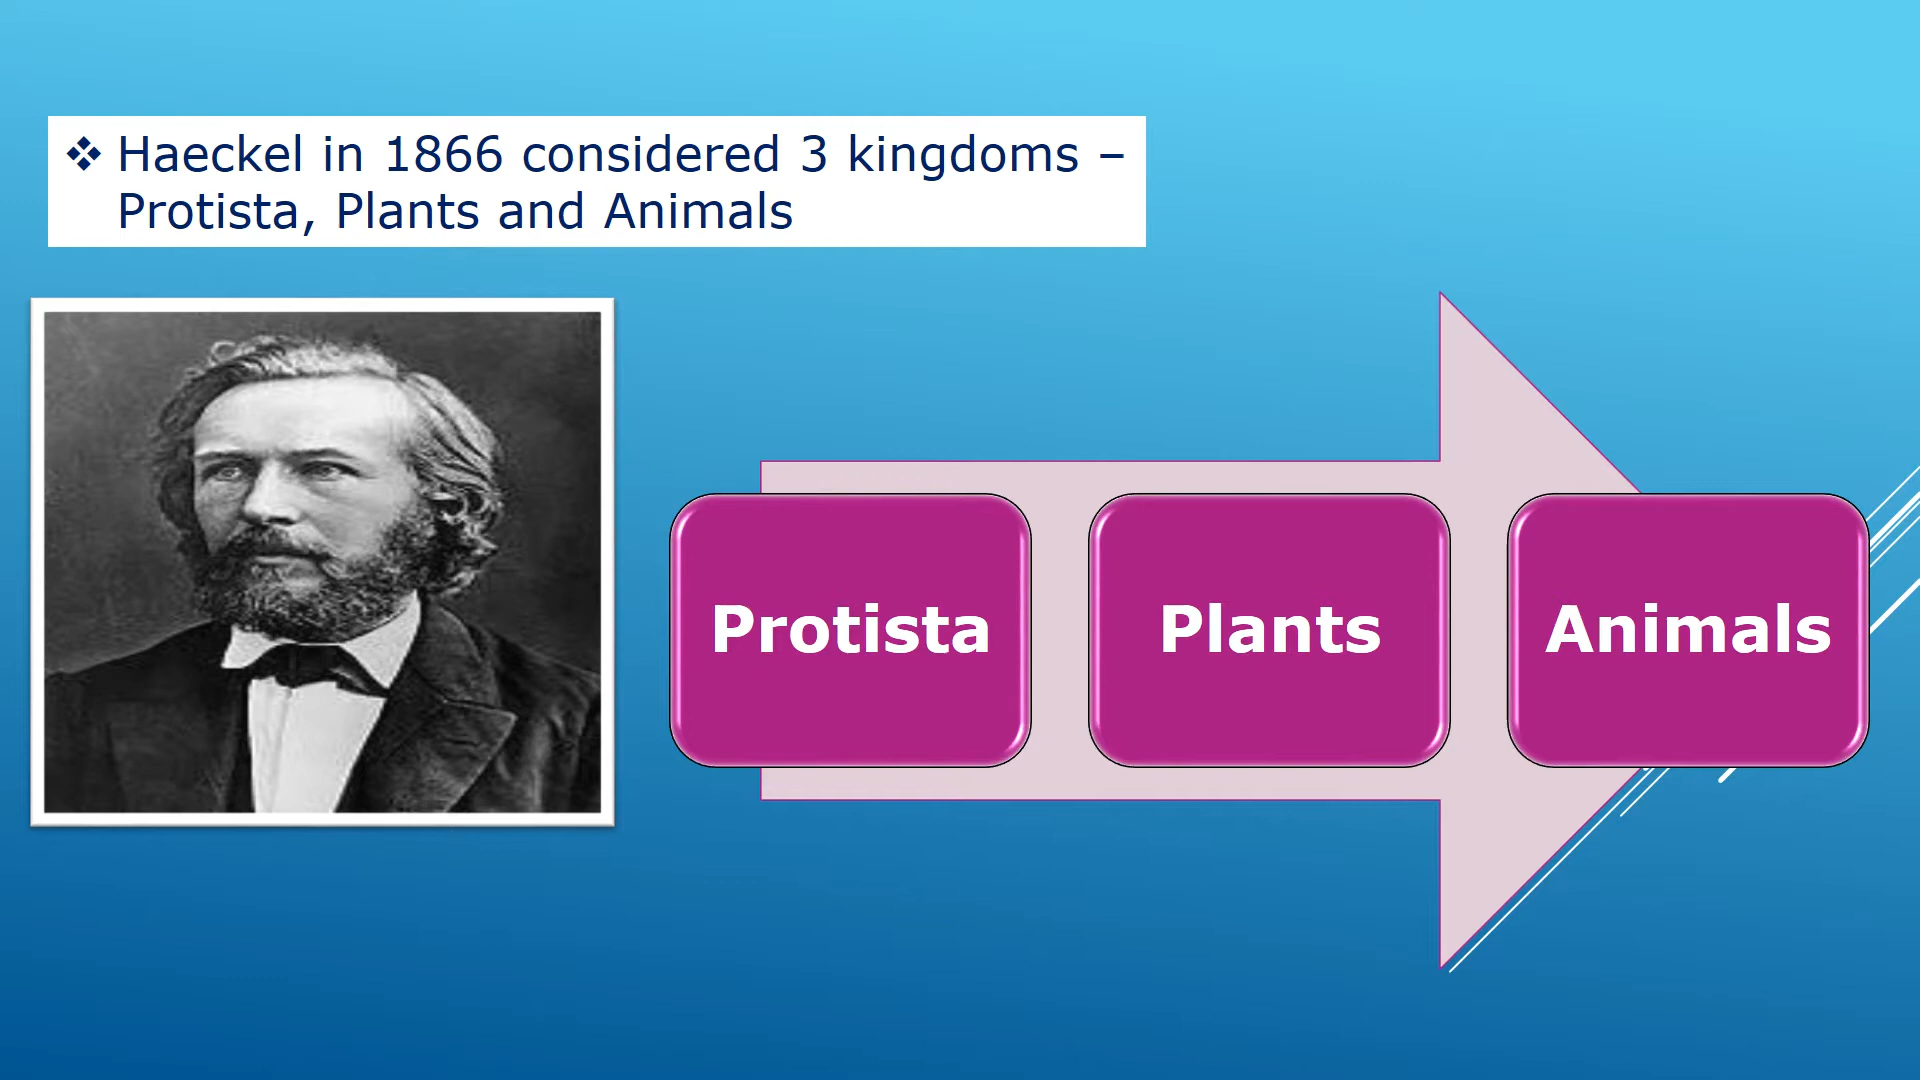 ❖ Haeckel in 1866 considered 3 kingdoms –
Protista, Plants and Animals
Protista
Plants
Animals